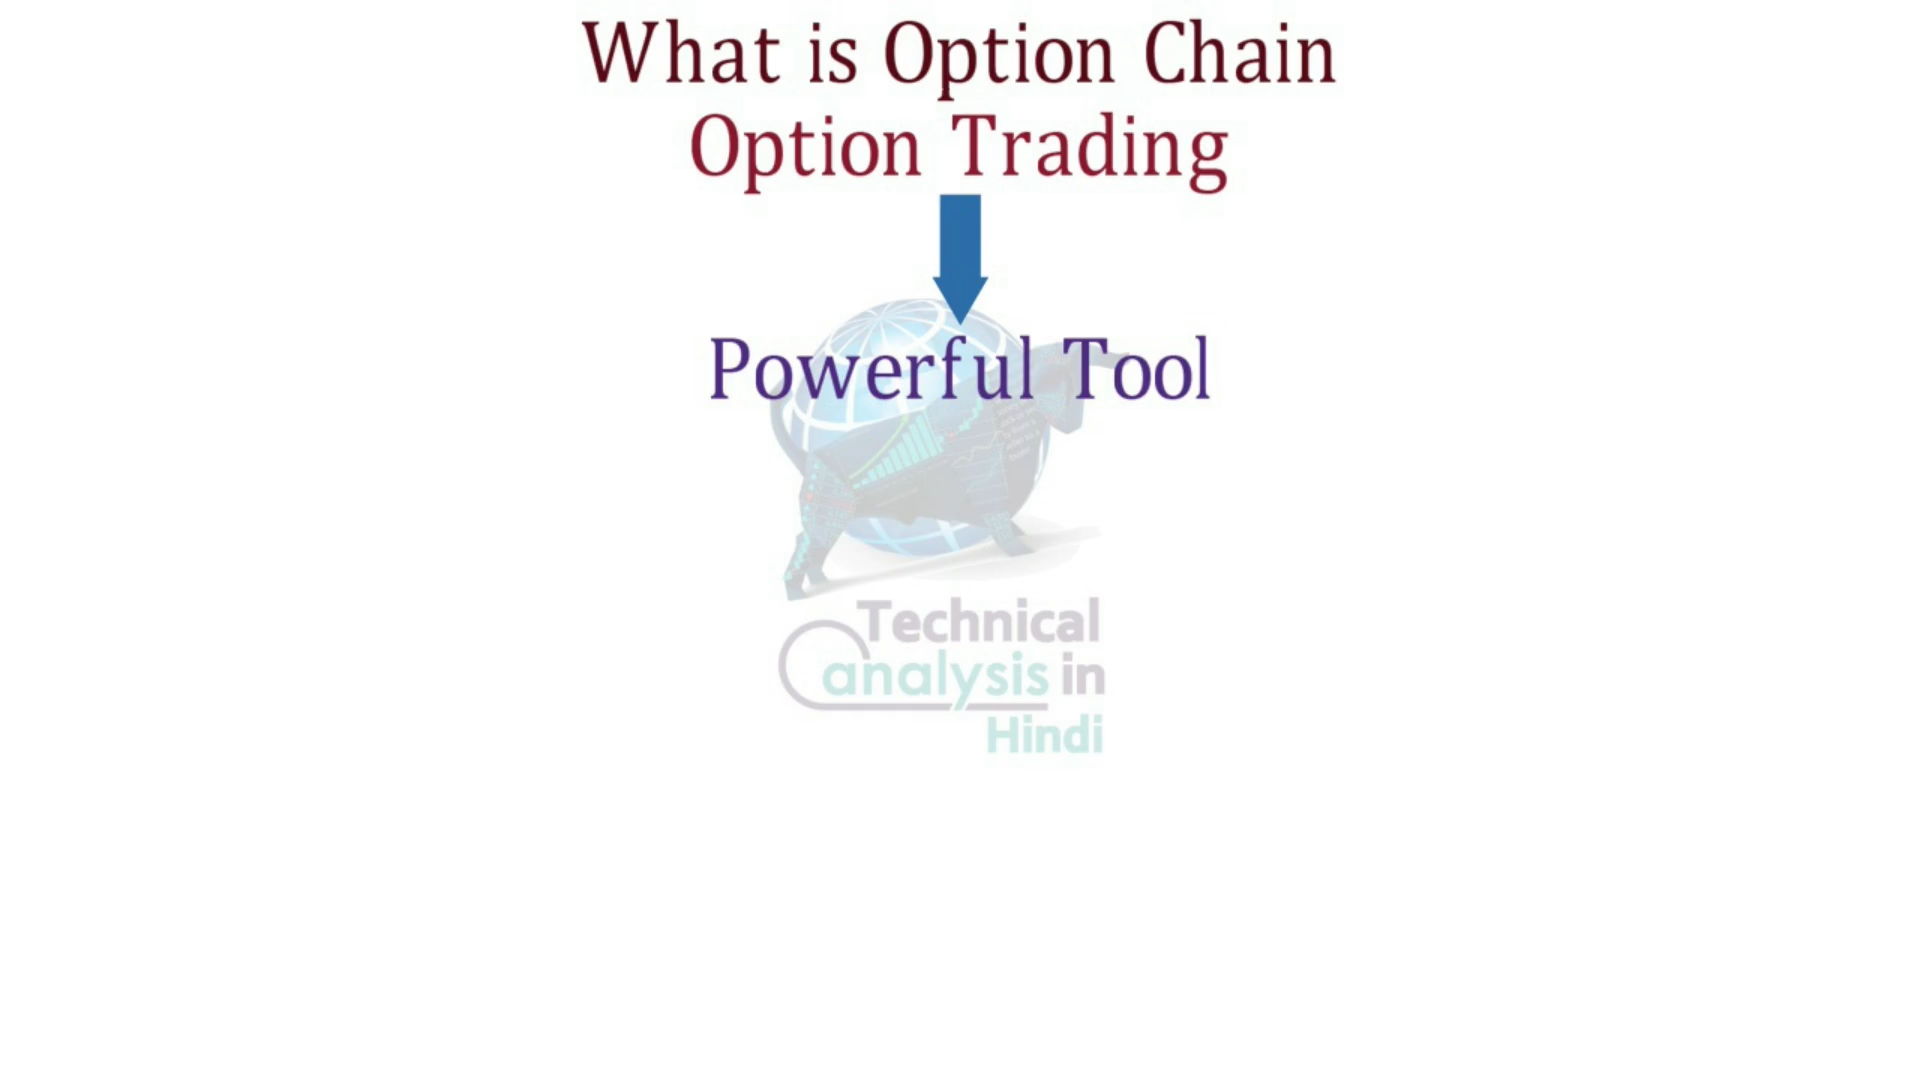 What is Option Chain
Option Trading
Powerful Tool
Technical
analysis in
Hindi